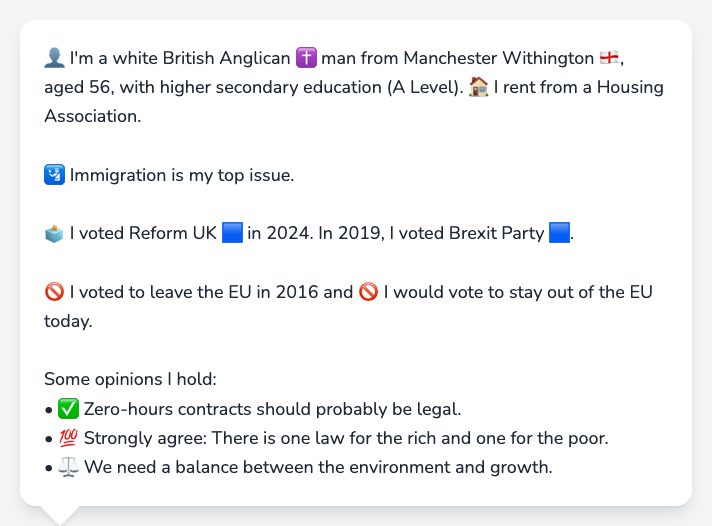 👤 I'm a white British Anglican ✝️ man from Manchester Withington 🏴󠁧󠁢󠁥󠁮󠁧󠁿,
aged 56, with higher secondary education (A Level). 🏠 I rent from a Housing
Association.
🛂 Immigration is my top issue.
🗳️ I voted Reform UK 🟦 in 2024. In 2019, I voted Brexit Party 🟦.
🚫 I voted to leave the EU in 2016 and 🚫 I would vote to stay out of the EU
today.
Some opinions I hold:
• ✅ Zero-hours contracts should probably be legal.
• 💯 Strongly agree: There is one law for the rich and one for the poor.
• ⚖️ We need a balance between the environment and growth.